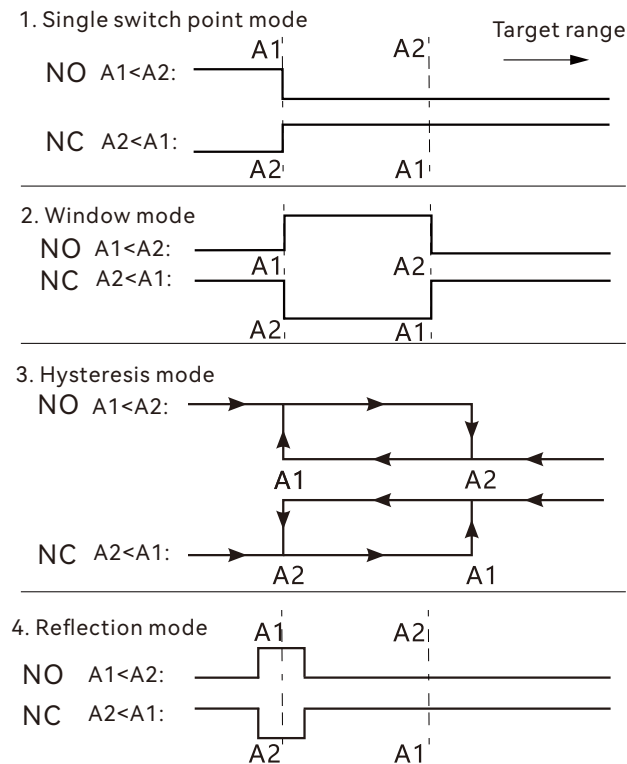 1. Single switch point mode
Target range
A1 A2
NO A1<A2:
NC A2<A1:
A2 A1
2. Window mode
NO A1<A2:
A1 A2
NC A2<A1:
A2 A1
3. Hysteresis mode
NO A1<A2:
A1 A2
NC A2<A1:
A2 A1
4. Reflection mode
A1 A2
NO A1<A2:
NC A2<A1:
A2 A1